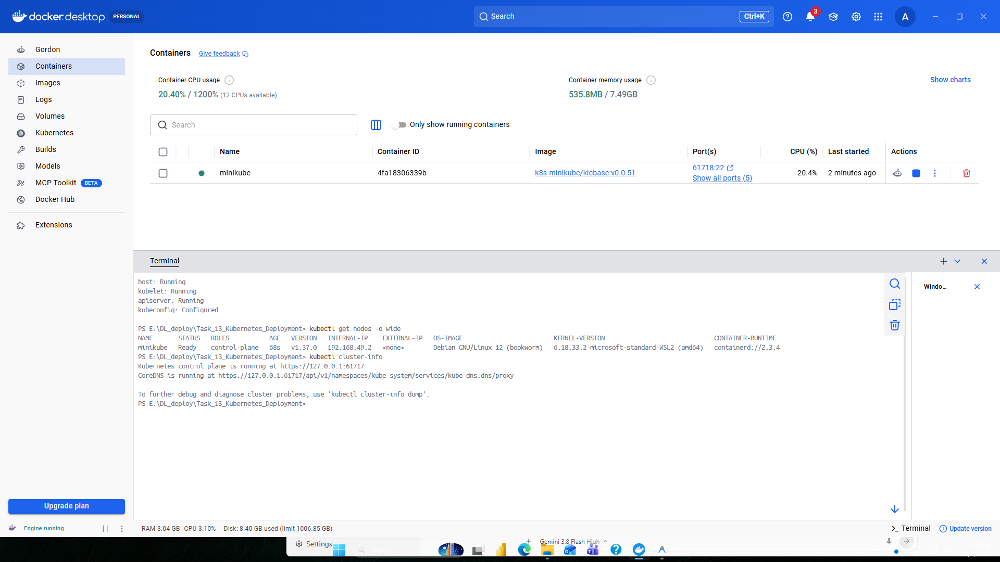 docker.desktop PERSONAL
Search Ctrl+K
3
A
Gordon
Containers
Images
Logs
Volumes
Kubernetes
Builds
Models
MCP Toolkit BETA
Docker Hub
Extensions
Upgrade plan
Containers Give feedback
Container CPU usage
20.40% / 1200% (12 CPUs available)
Container memory usage
535.8MB / 7.49GB
Show charts
Search
Only show running containers
Name Container ID Image Port(s) CPU (%) Last started Actions
minikube 4fa18306339b k8s-minikube/kicbase:v0.0.51 61718:22 20.4% 2 minutes ago
Show all ports (5)
Terminal
host: Running
kubelet: Running
apiserver: Running
kubeconfig: Configured
PS E:\DL_deploy\Task_13_Kubernetes_Deployment> kubectl get nodes -o wide
NAME STATUS ROLES AGE VERSION INTERNAL-IP EXTERNAL-IP OS-IMAGE KERNEL-VERSION CONTAINER-RUNTIME
minikube Ready control-plane 68s v1.37.0 192.168.49.2 <none> Debian GNU/Linux 12 (bookworm) 6.18.33.2-microsoft-standard-WSL2 (amd64) containerd://2.3.4
PS E:\DL_deploy\Task_13_Kubernetes_Deployment> kubectl cluster-info
Kubernetes control plane is running at https://127.0.0.1:61717
CoreDNS is running at https://127.0.0.1:61717/api/v1/namespaces/kube-system/services/kube-dns:dns/proxy
To further debug and diagnose cluster problems, use 'kubectl cluster-info dump'.
PS E:\DL_deploy\Task_13_Kubernetes_Deployment>
Windo...
Engine running
RAM 3.04 GB CPU 3.10% Disk: 8.40 GB used (limit 1006.85 GB)
Terminal
Update version
Settings
Search
Gemini 3.8 Flash High